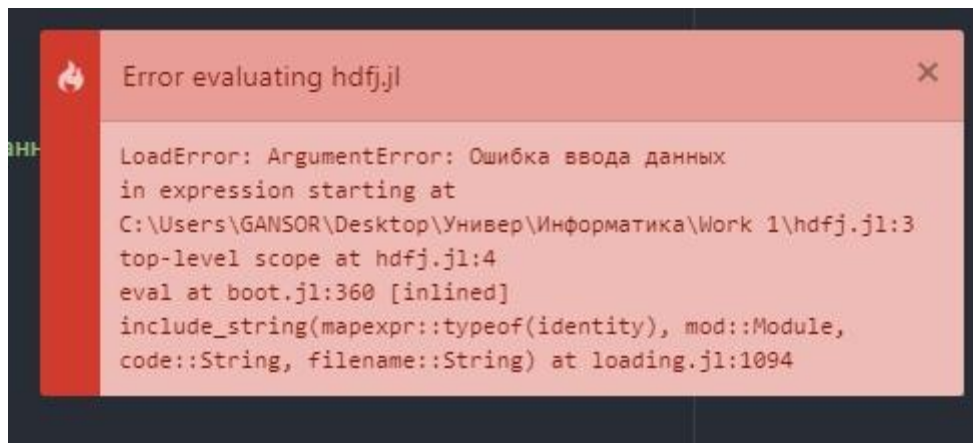 Error evaluating hdfj.jl
анн
LoadError: ArgumentError: Ошибка ввода данных
in expression starting at
C:\Users\GANSOR\Desktop\Универ\Информатика\Work 1\hdfj.jl:3
top-level scope at hdfj.jl:4
eval at boot.jl:360 [inlined]
include_string(mapexpr::typeof(identity), mod::Module,
code::String, filename::String) at loading.jl:1094